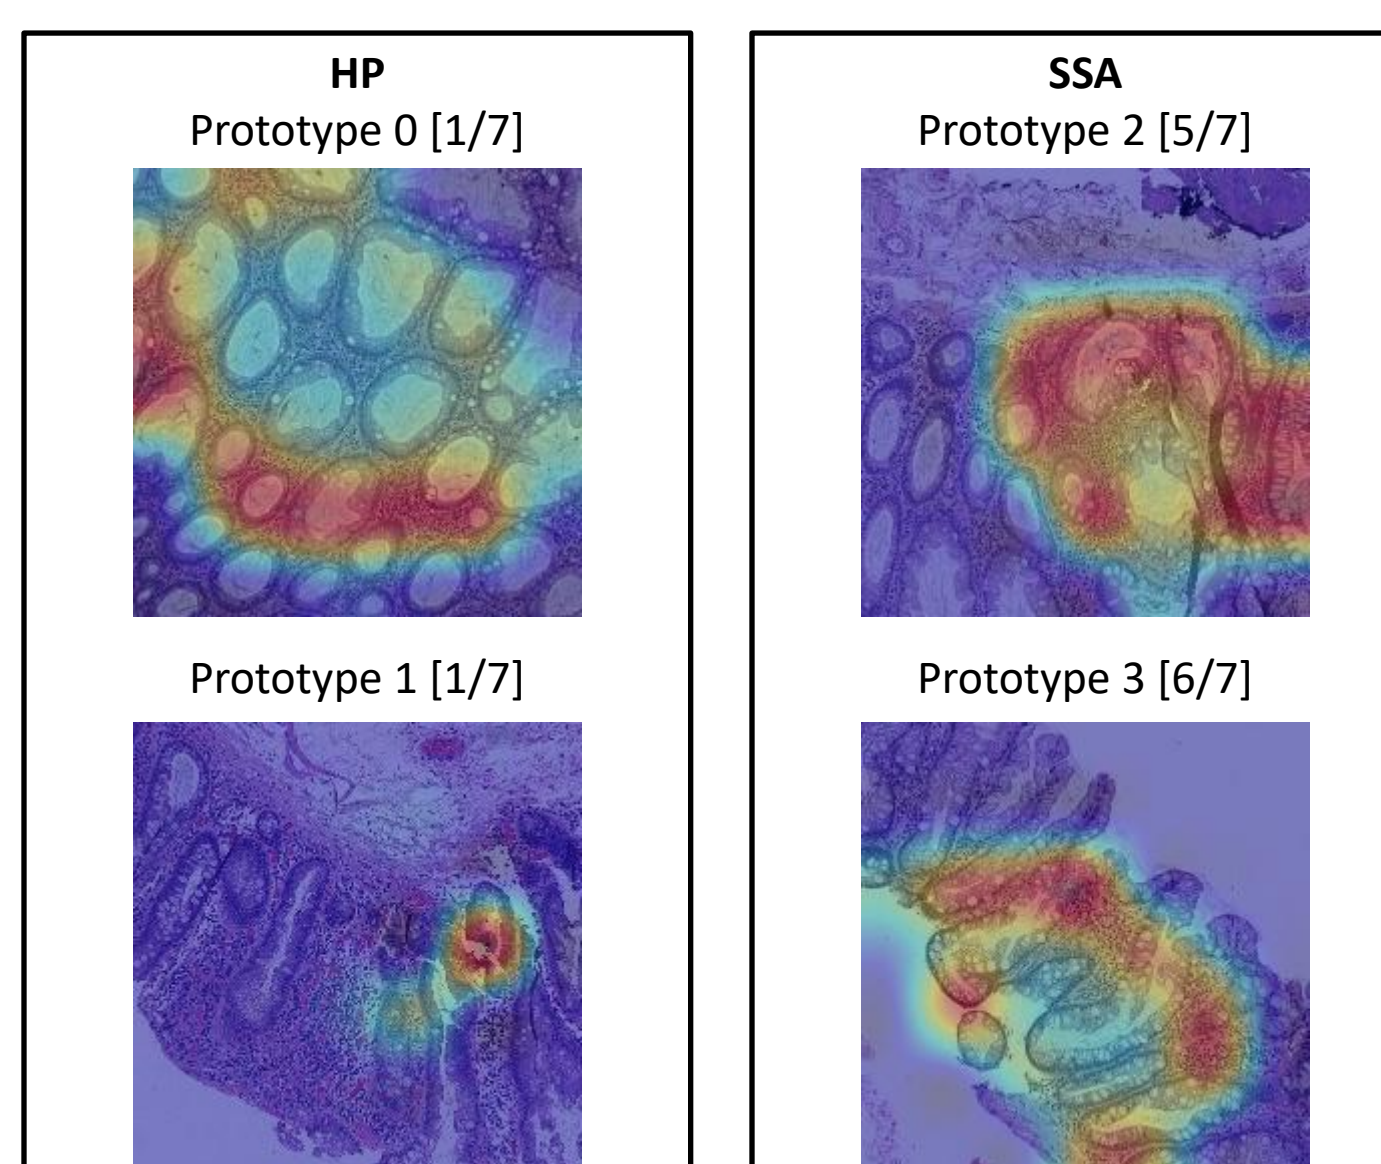 HP
Prototype 0 [1/7]
Prototype 1 [1/7]
SSA
Prototype 2 [5/7]
Prototype 3 [6/7]